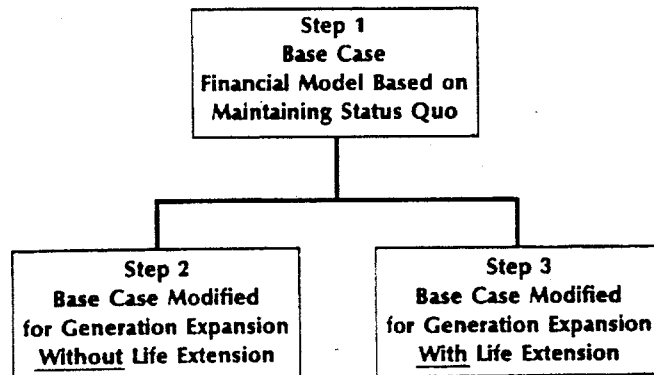 Step 1
Base Case
Financial Model Based on
Maintaining Status Quo
Step 2
Base Case Modified
for Generation Expansion
Without Life Extension
Step 3
Base Case Modified
for Generation Expansion
With Life Extension